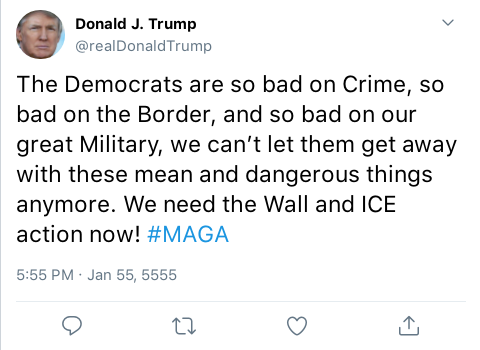 Donald J. Trump
@realDonaldTrump
The Democrats are so bad on Crime, so
bad on the Border, and so bad on our
great Military, we can’t let them get away
with these mean and dangerous things
anymore. We need the Wall and ICE
action now! #MAGA
5:55 PM · Jan 55, 5555